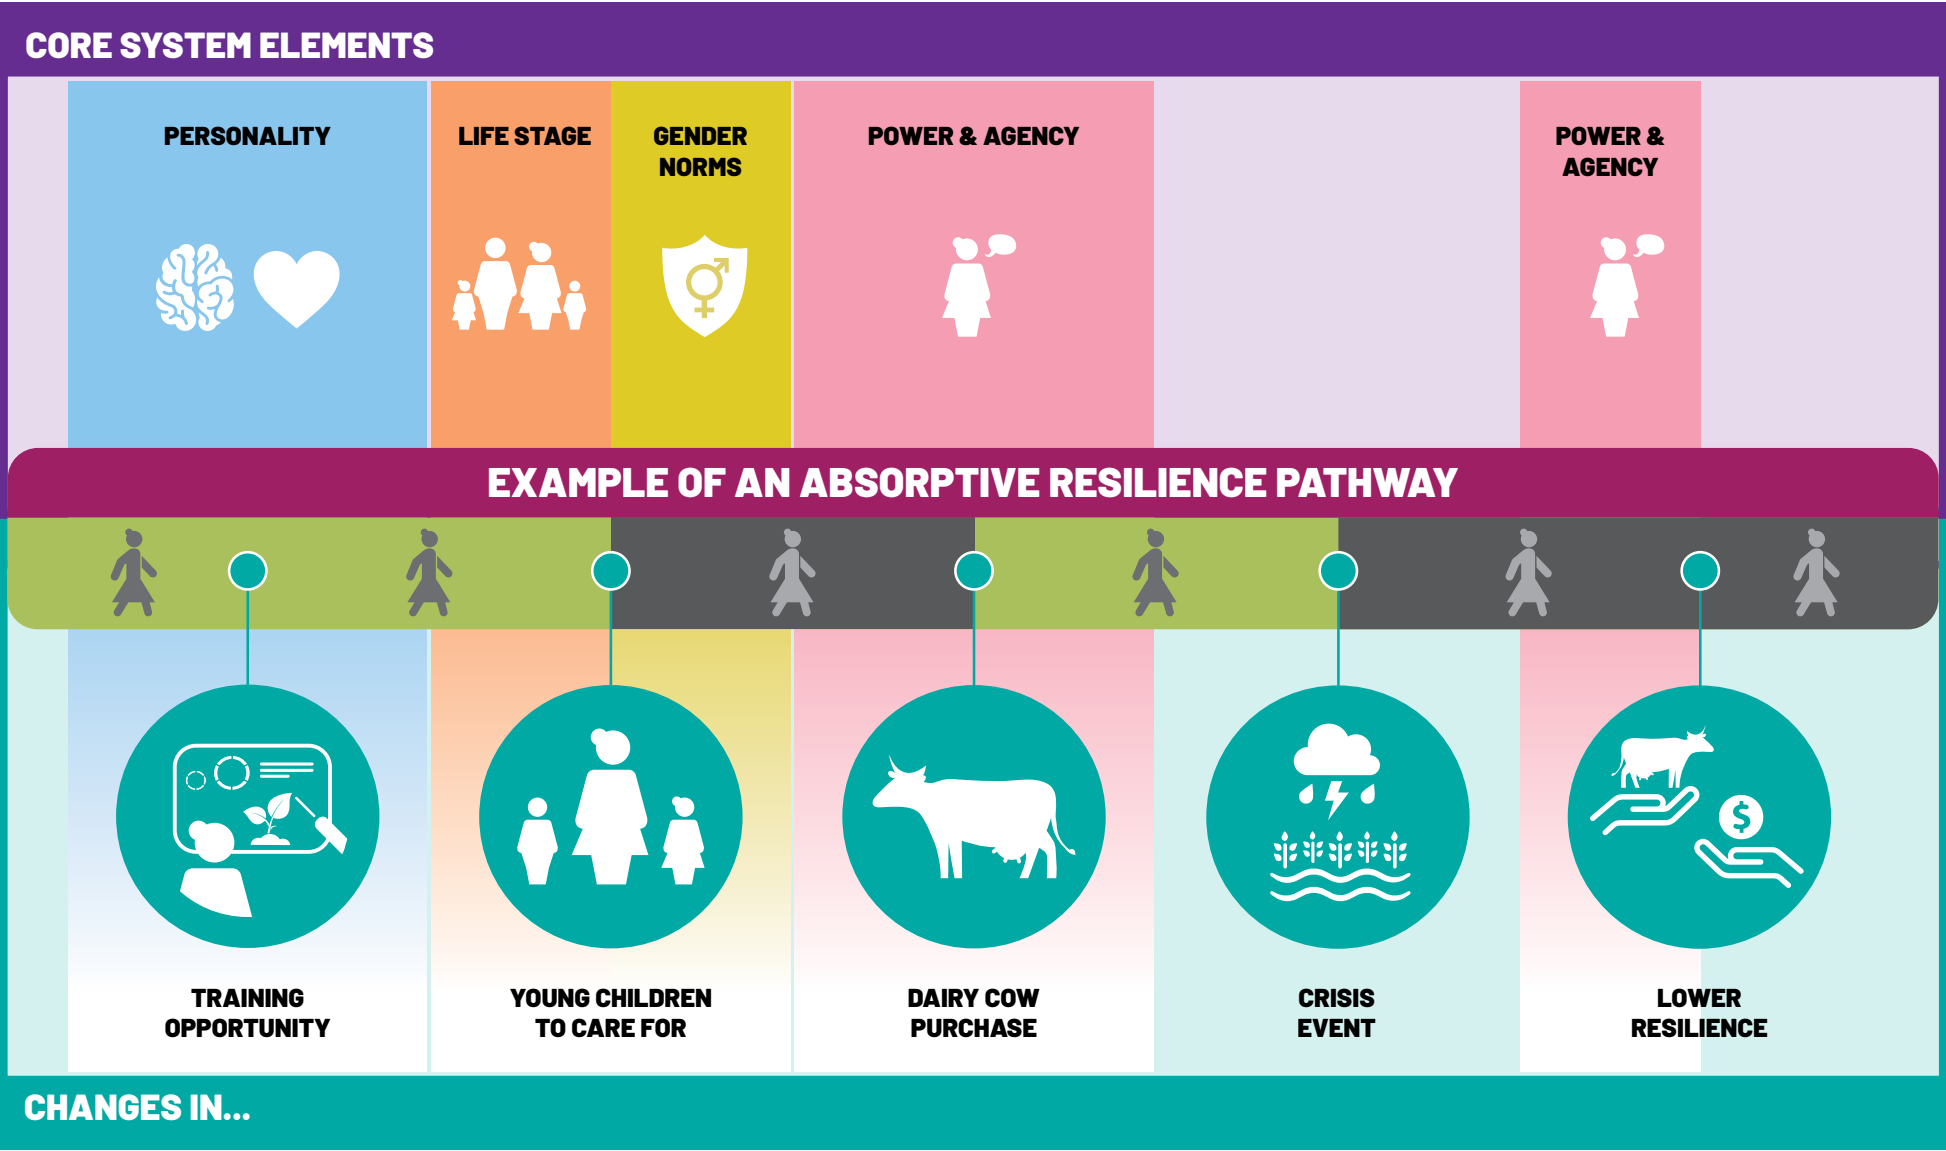 CORE SYSTEM ELEMENTS
PERSONALITY
LIFE STAGE
GENDER
NORMS
POWER & AGENCY
POWER &
AGENCY
EXAMPLE OF AN ABSORPTIVE RESILIENCE PATHWAY
$
TRAINING
OPPORTUNITY
YOUNG CHILDREN
TO CARE FOR
DAIRY COW
PURCHASE
CRISIS
EVENT
LOWER
RESILIENCE
CHANGES IN...